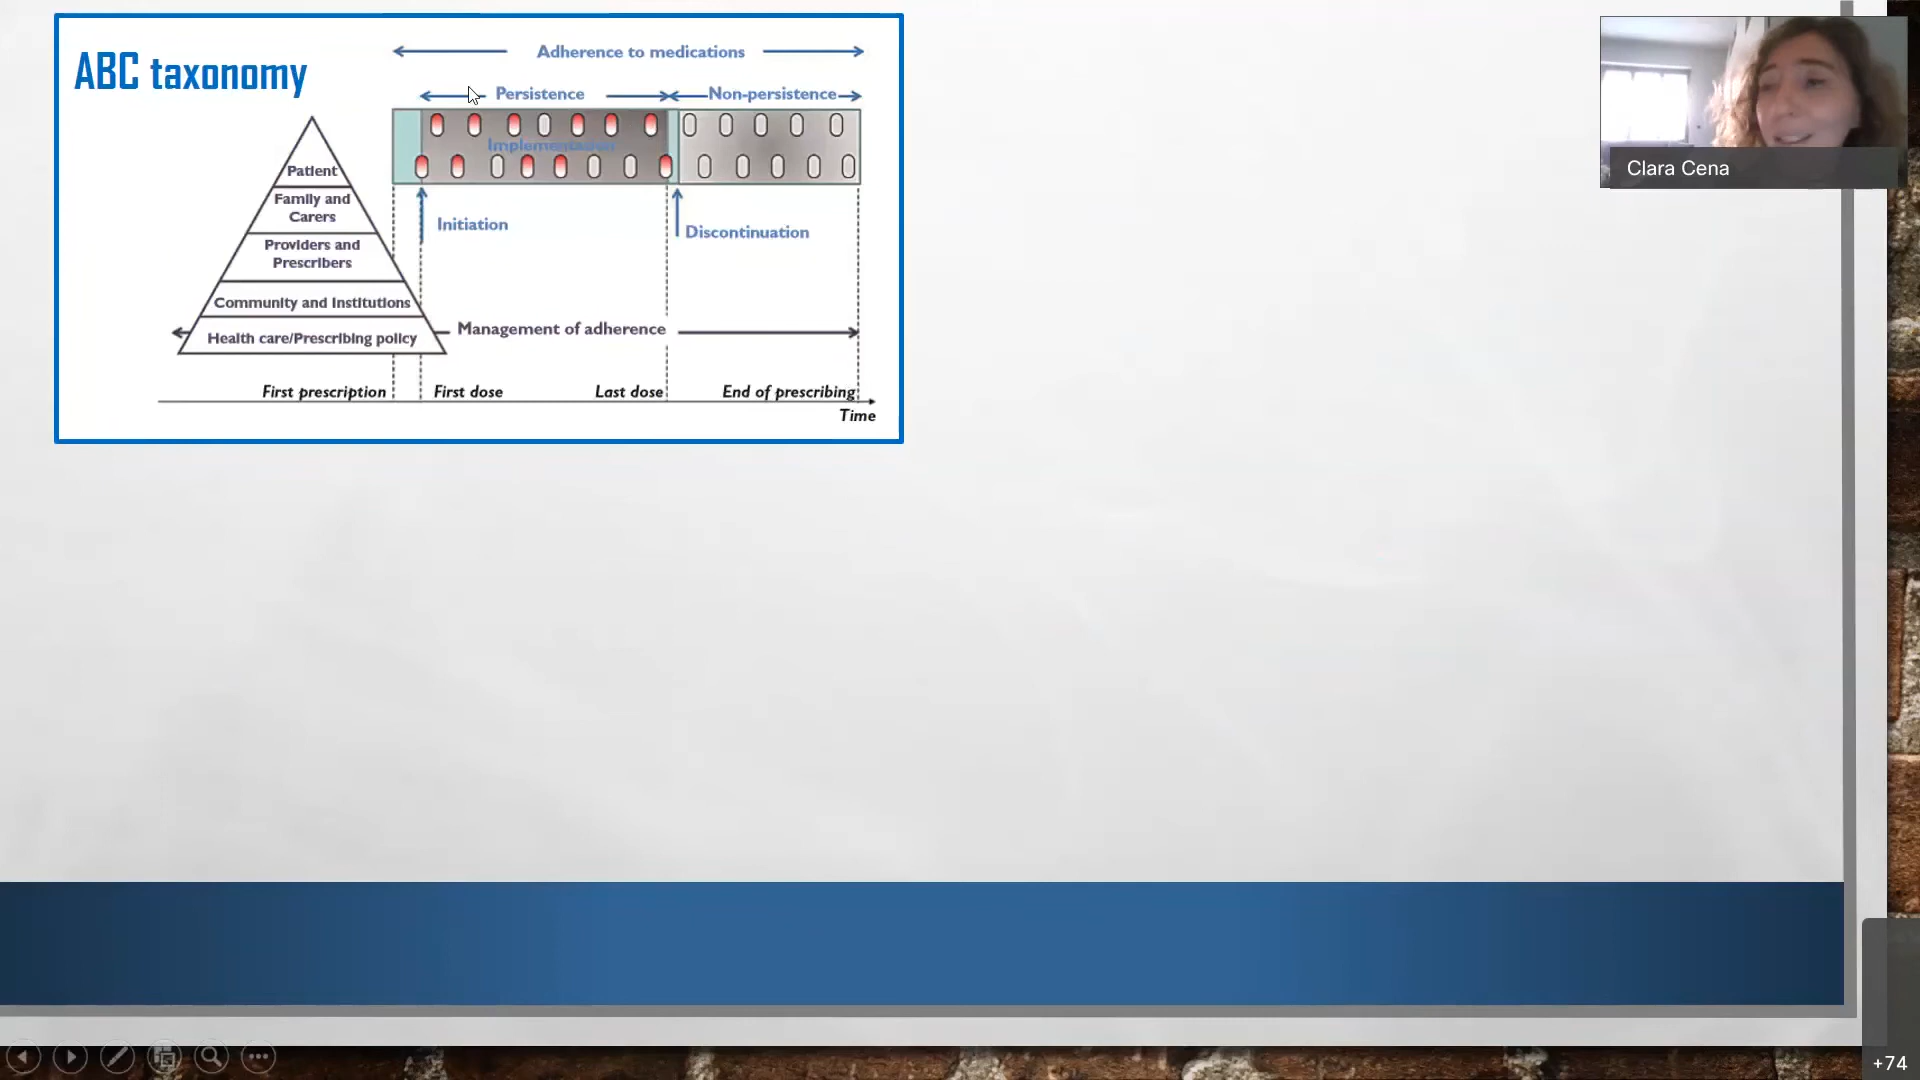 ABC taxonomy
Adherence to medications
Persistence
Non-persistence
Implementation
Initiation
Discontinuation
Patient
Family and
Carers
Providers and
Prescribers
Community and Institutions
Health care/Prescribing policy
Management of adherence
First prescription
First dose
Last dose
End of prescribing
Time
Clara Cena
+74